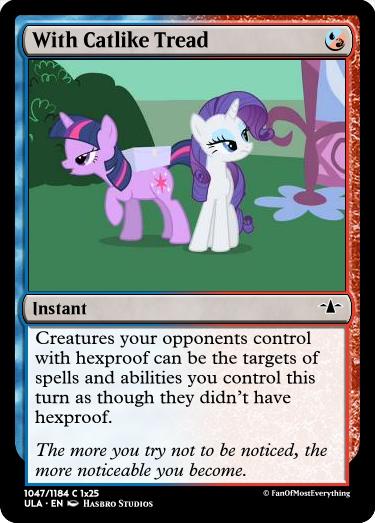 With Catlike Tread
Instant
Creatures your opponents control
with hexproof can be the targets of
spells and abilities you control this
turn as though they didn't have
hexproof.
The more you try not to be noticed, the
more noticeable you become.
1047/1184 C 1x25
ULA • EN Hasbro Studios
© FanOfMostEverything